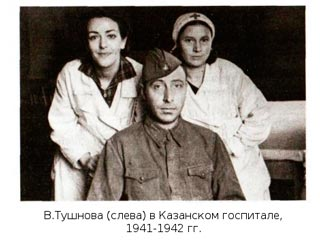 В.Тушнова (слева) в Казанском госпитале,
1941-1942 гг.